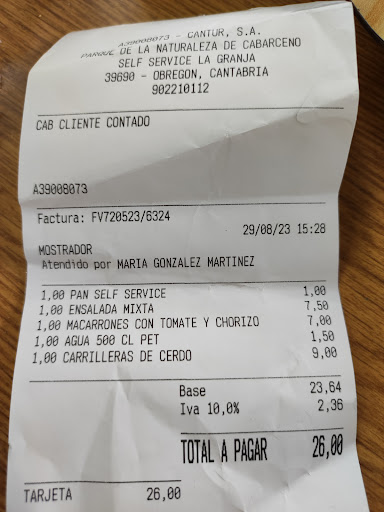 A39008073 - CANTUR, S.A.
PARQUE DE LA NATURALEZA DE CABARCENO
SELF SERVICE LA GRANJA
39690 - OBREGON, CANTABRIA
902210112
CAB CLIENTE CONTADO
A39008073
Factura: FV720523/6324
29/08/23 15:28
MOSTRADOR
Atendido por MARIA GONZALEZ MARTINEZ
1,00 PAN SELF SERVICE 1,00
1,00 ENSALADA MIXTA 7,50
1,00 MACARRONES CON TOMATE Y CHORIZO 7,00
1,00 AGUA 500 CL PET 1,50
1,00 CARRILLERAS DE CERDO 9,00
Base 23,64
Iva 10,0% 2,36
TOTAL A PAGAR 26,00
TARJETA 26,00